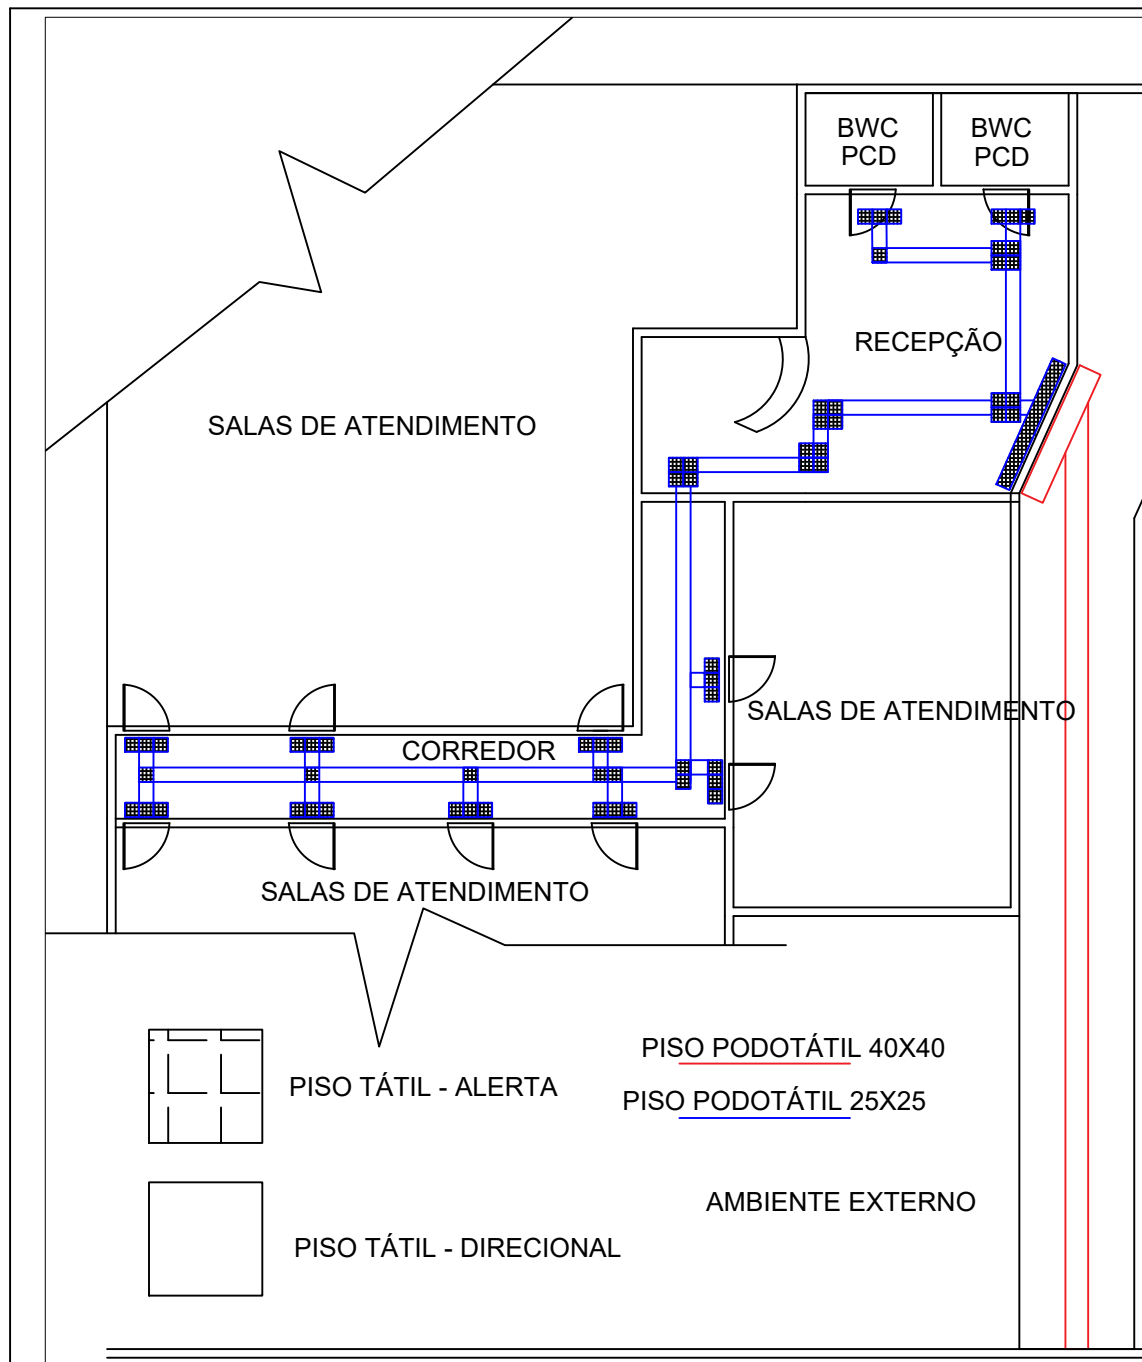 BWC
PCD
BWC
PCD
RECEPÇÃO
SALAS DE ATENDIMENTO
SALAS DE ATENDIMENTO
CORREDOR
SALAS DE ATENDIMENTO
PISO PODOTÁTIL 40X40
PISO TÁTIL - ALERTA
PISO PODOTÁTIL 25X25
AMBIENTE EXTERNO
PISO TÁTIL - DIRECIONAL